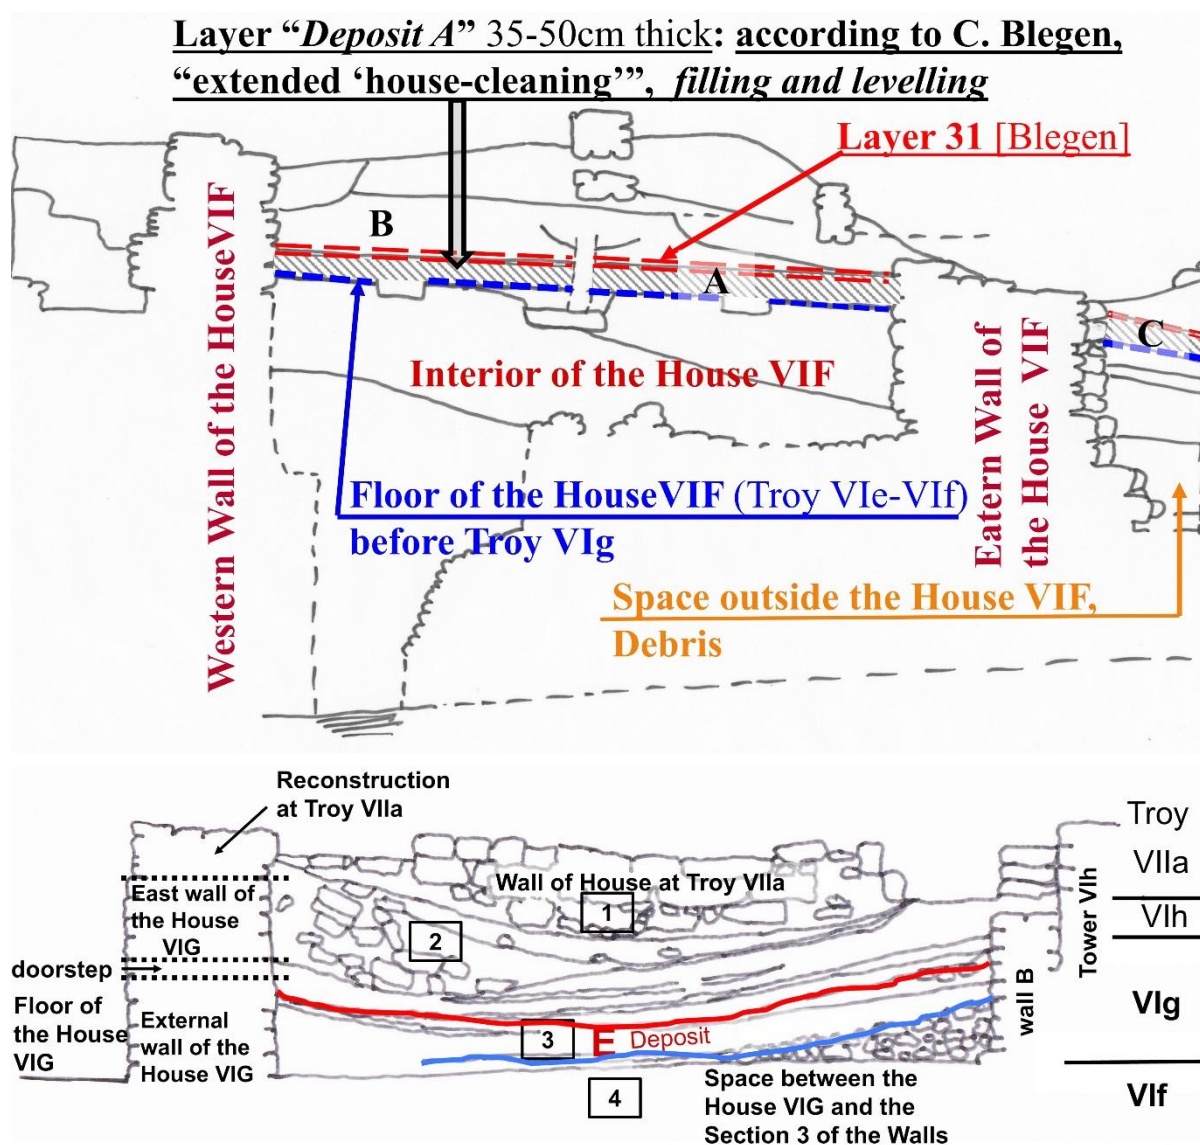 Layer “Deposit A” 35-50cm thick: according to C. Blegen,
“extended ‘house-cleaning’”, filling and levelling
Layer 31 [Blegen]
B
A
C
Western Wall of the HouseVIF
Interior of the House VIF
Eatern Wall of
the House VIF
Floor of the HouseVIF (Troy VIe-VIf)
before Troy VIg
Space outside the House VIF,
Debris
Reconstruction
at Troy VIIa
East wall of
the House
VIG
doorstep
Floor of
the House
VIG
External
wall of the
House VIG
Wall of House at Troy VIIa
1
2
3
E Deposit
4
Space between the
House VIG and the
Section 3 of the Walls
wall B
Tower VIh
Troy
VIIa
VIh
VIg
VIf